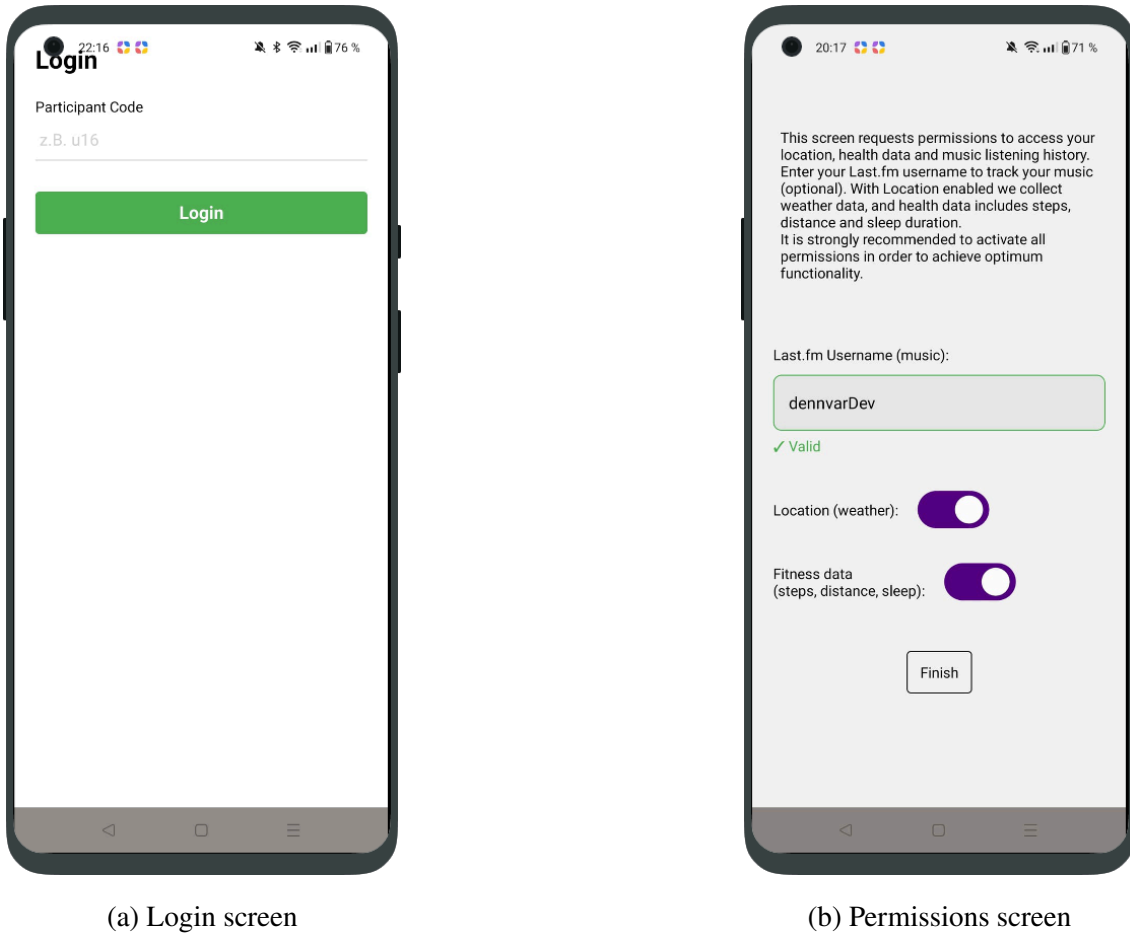 22:16
76 %
Login
Participant Code
z.B. u16
Login
(a) Login screen
20:17
71 %
This screen requests permissions to access your
location, health data and music listening history.
Enter your Last.fm username to track your music
(optional). With Location enabled we collect
weather data, and health data includes steps,
distance and sleep duration.
It is strongly recommended to activate all
permissions in order to achieve optimum
functionality.
Last.fm Username (music):
dennvarDev
✓ Valid
Location (weather):
Fitness data
(steps, distance, sleep):
Finish
(b) Permissions screen